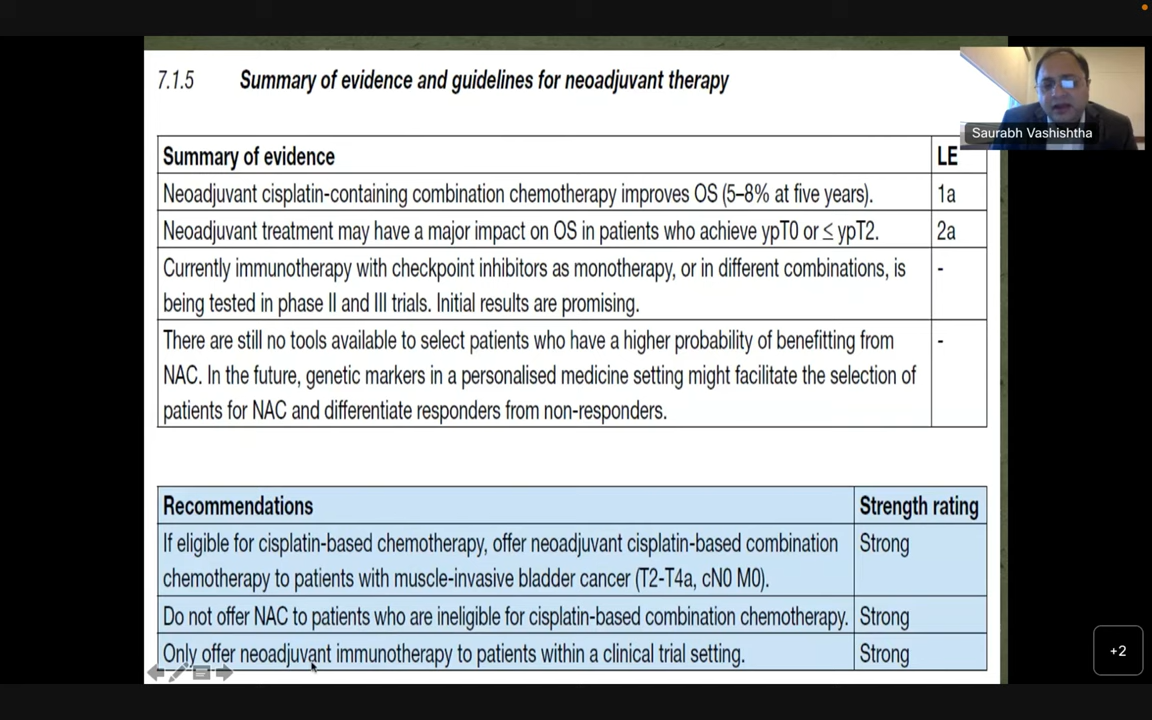 7.1.5 Summary of evidence and guidelines for neoadjuvant therapy
Saurabh Vashishtha
Summary of evidence LE
Neoadjuvant cisplatin-containing combination chemotherapy improves OS (5–8% at five years). 1a
Neoadjuvant treatment may have a major impact on OS in patients who achieve ypT0 or ≤ ypT2. 2a
Currently immunotherapy with checkpoint inhibitors as monotherapy, or in different combinations, is -
being tested in phase II and III trials. Initial results are promising.
There are still no tools available to select patients who have a higher probability of benefitting from -
NAC. In the future, genetic markers in a personalised medicine setting might facilitate the selection of
patients for NAC and differentiate responders from non-responders.
Recommendations Strength rating
If eligible for cisplatin-based chemotherapy, offer neoadjuvant cisplatin-based combination Strong
chemotherapy to patients with muscle-invasive bladder cancer (T2-T4a, cN0 M0).
Do not offer NAC to patients who are ineligible for cisplatin-based combination chemotherapy. Strong
Only offer neoadjuvant immunotherapy to patients within a clinical trial setting. Strong
+2